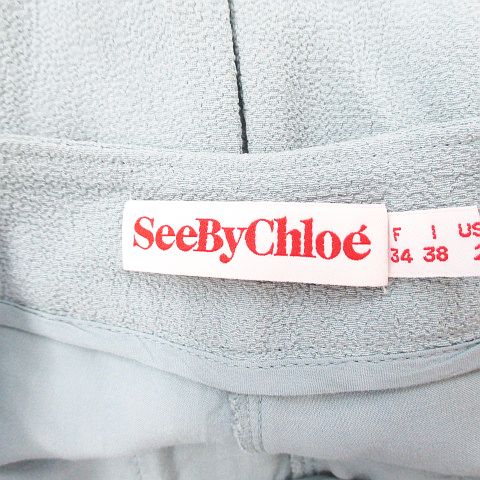 SeeByChloé
F I US
34 38 2